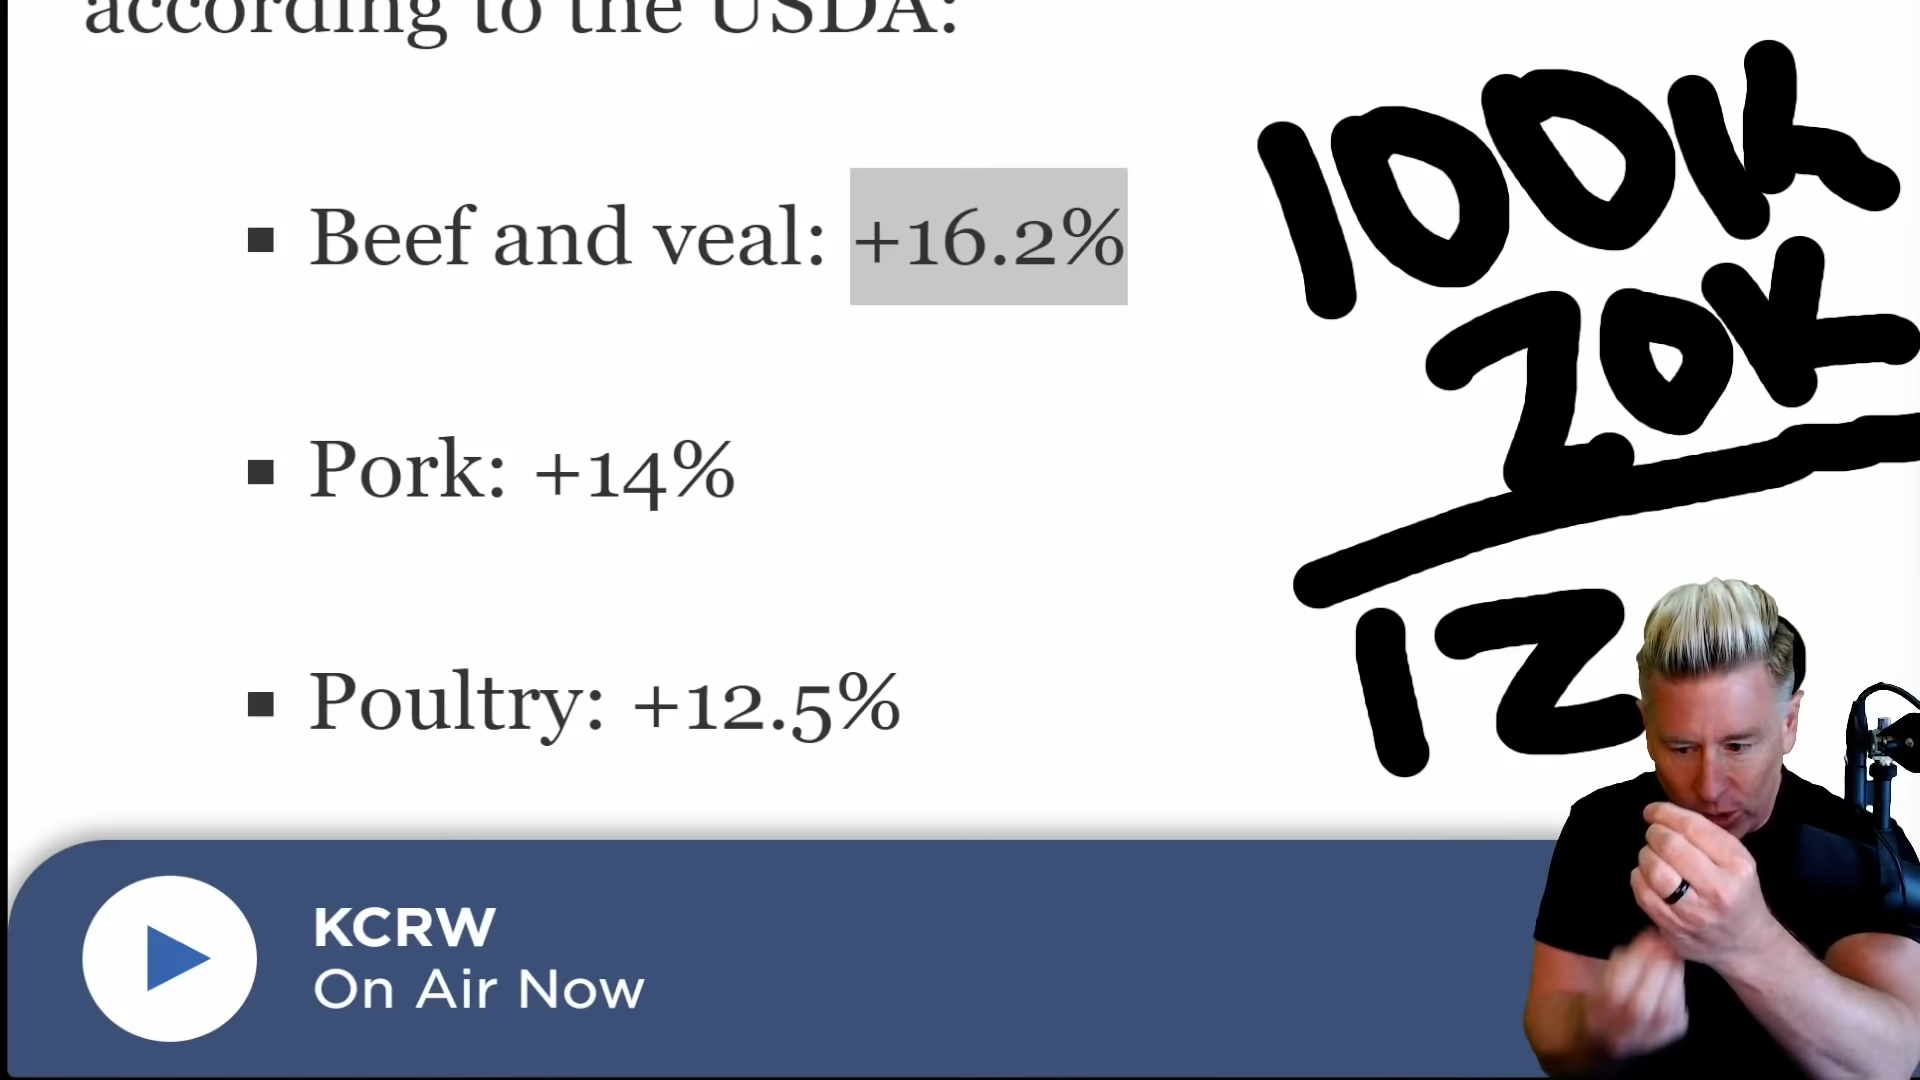 according to the USDA:
Beef and veal: +16.2%
Pork: +14%
Poultry: +12.5%
100K
20K
12
KCRW
On Air Now